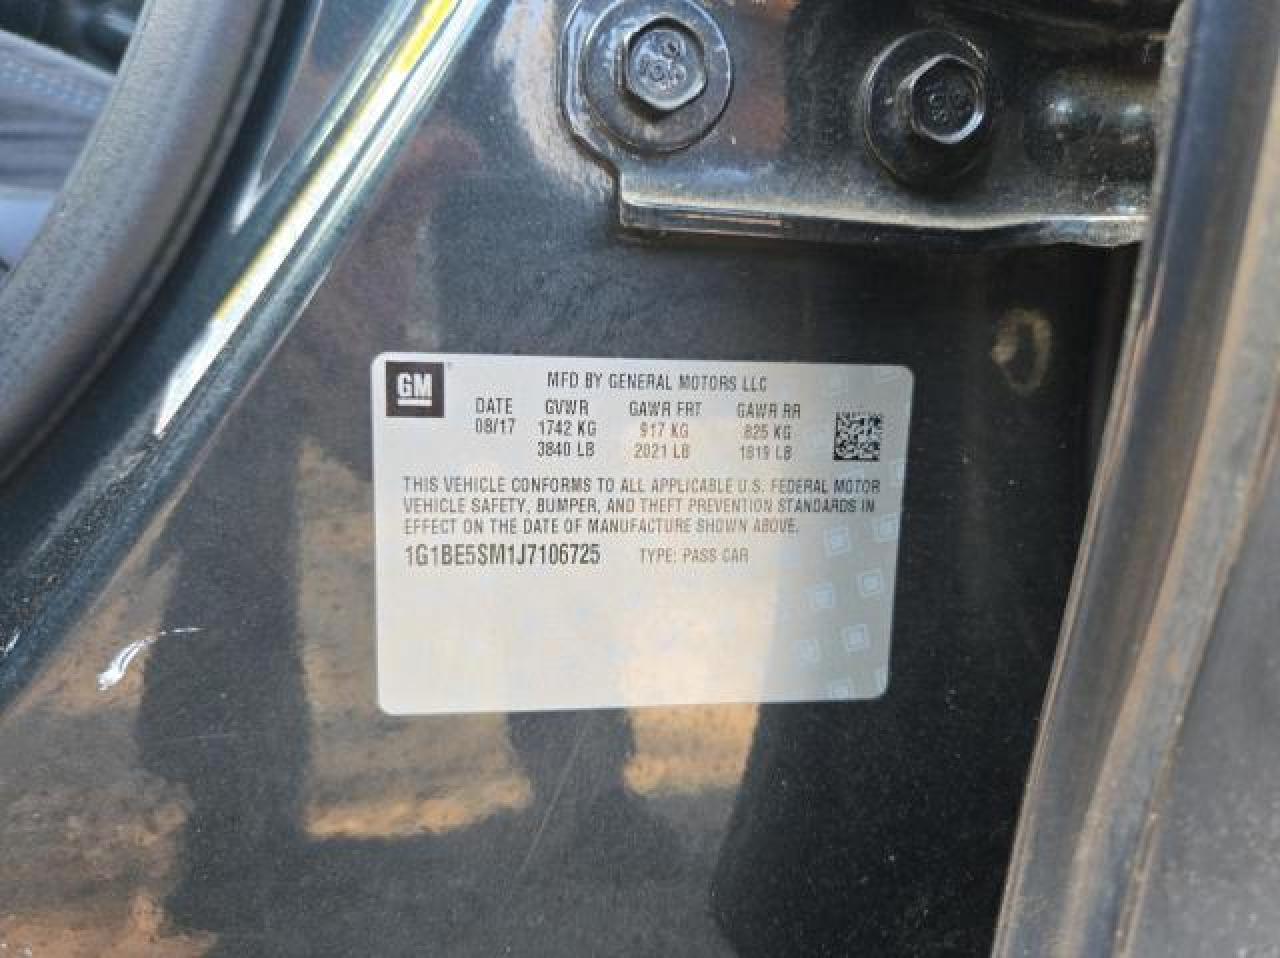 GM
MFD BY GENERAL MOTORS LLC
DATE GVWR GAWR FRT GAWR RR
08/17 1742 KG 917 KG 825 KG
3840 LB 2021 LB 1819 LB
THIS VEHICLE CONFORMS TO ALL APPLICABLE U.S. FEDERAL MOTOR
VEHICLE SAFETY, BUMPER, AND THEFT PREVENTION STANDARDS IN
EFFECT ON THE DATE OF MANUFACTURE SHOWN ABOVE.
1G1BE5SM1J7106725 TYPE: PASS CAR